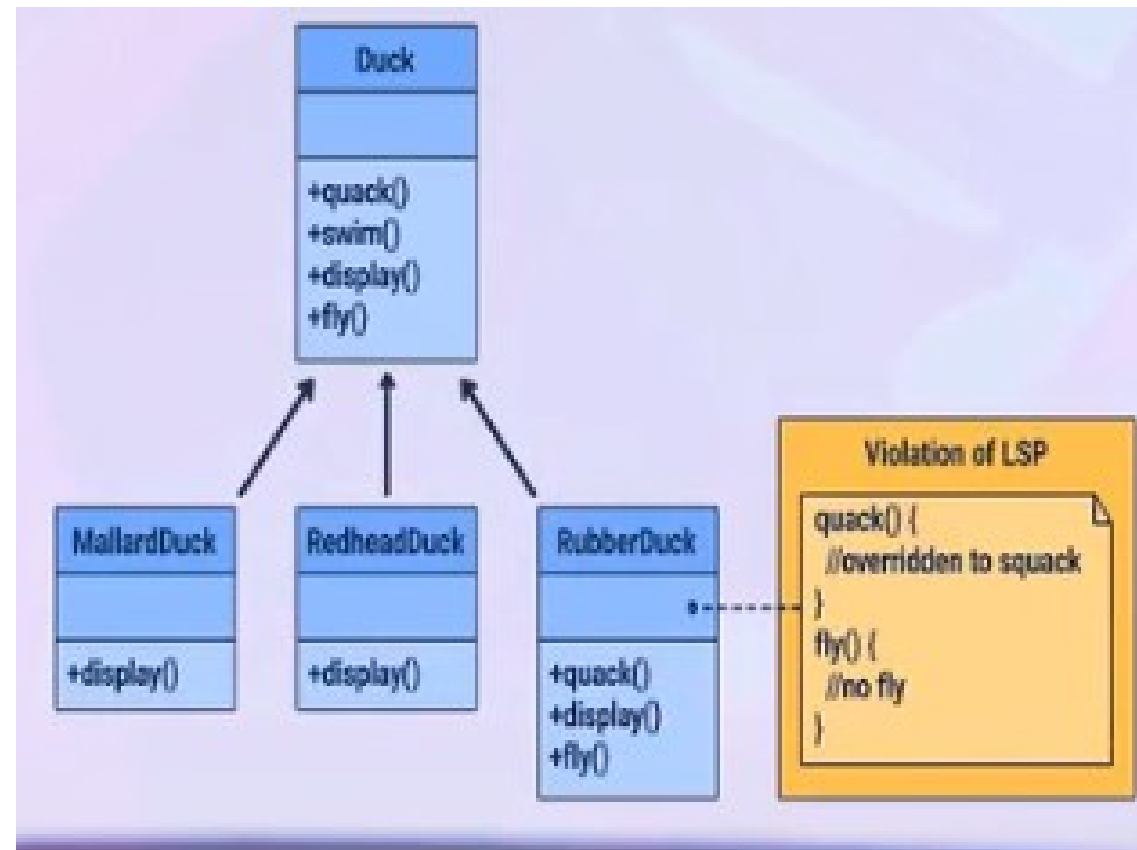 Duck
+quack()
+swim()
+display()
+fly()
MallardDuck
+display()
RedheadDuck
+display()
RubberDuck
+quack()
+display()
+fly()
Violation of LSP
quack() {
//overridden to squack
}
fly() {
//no fly
}